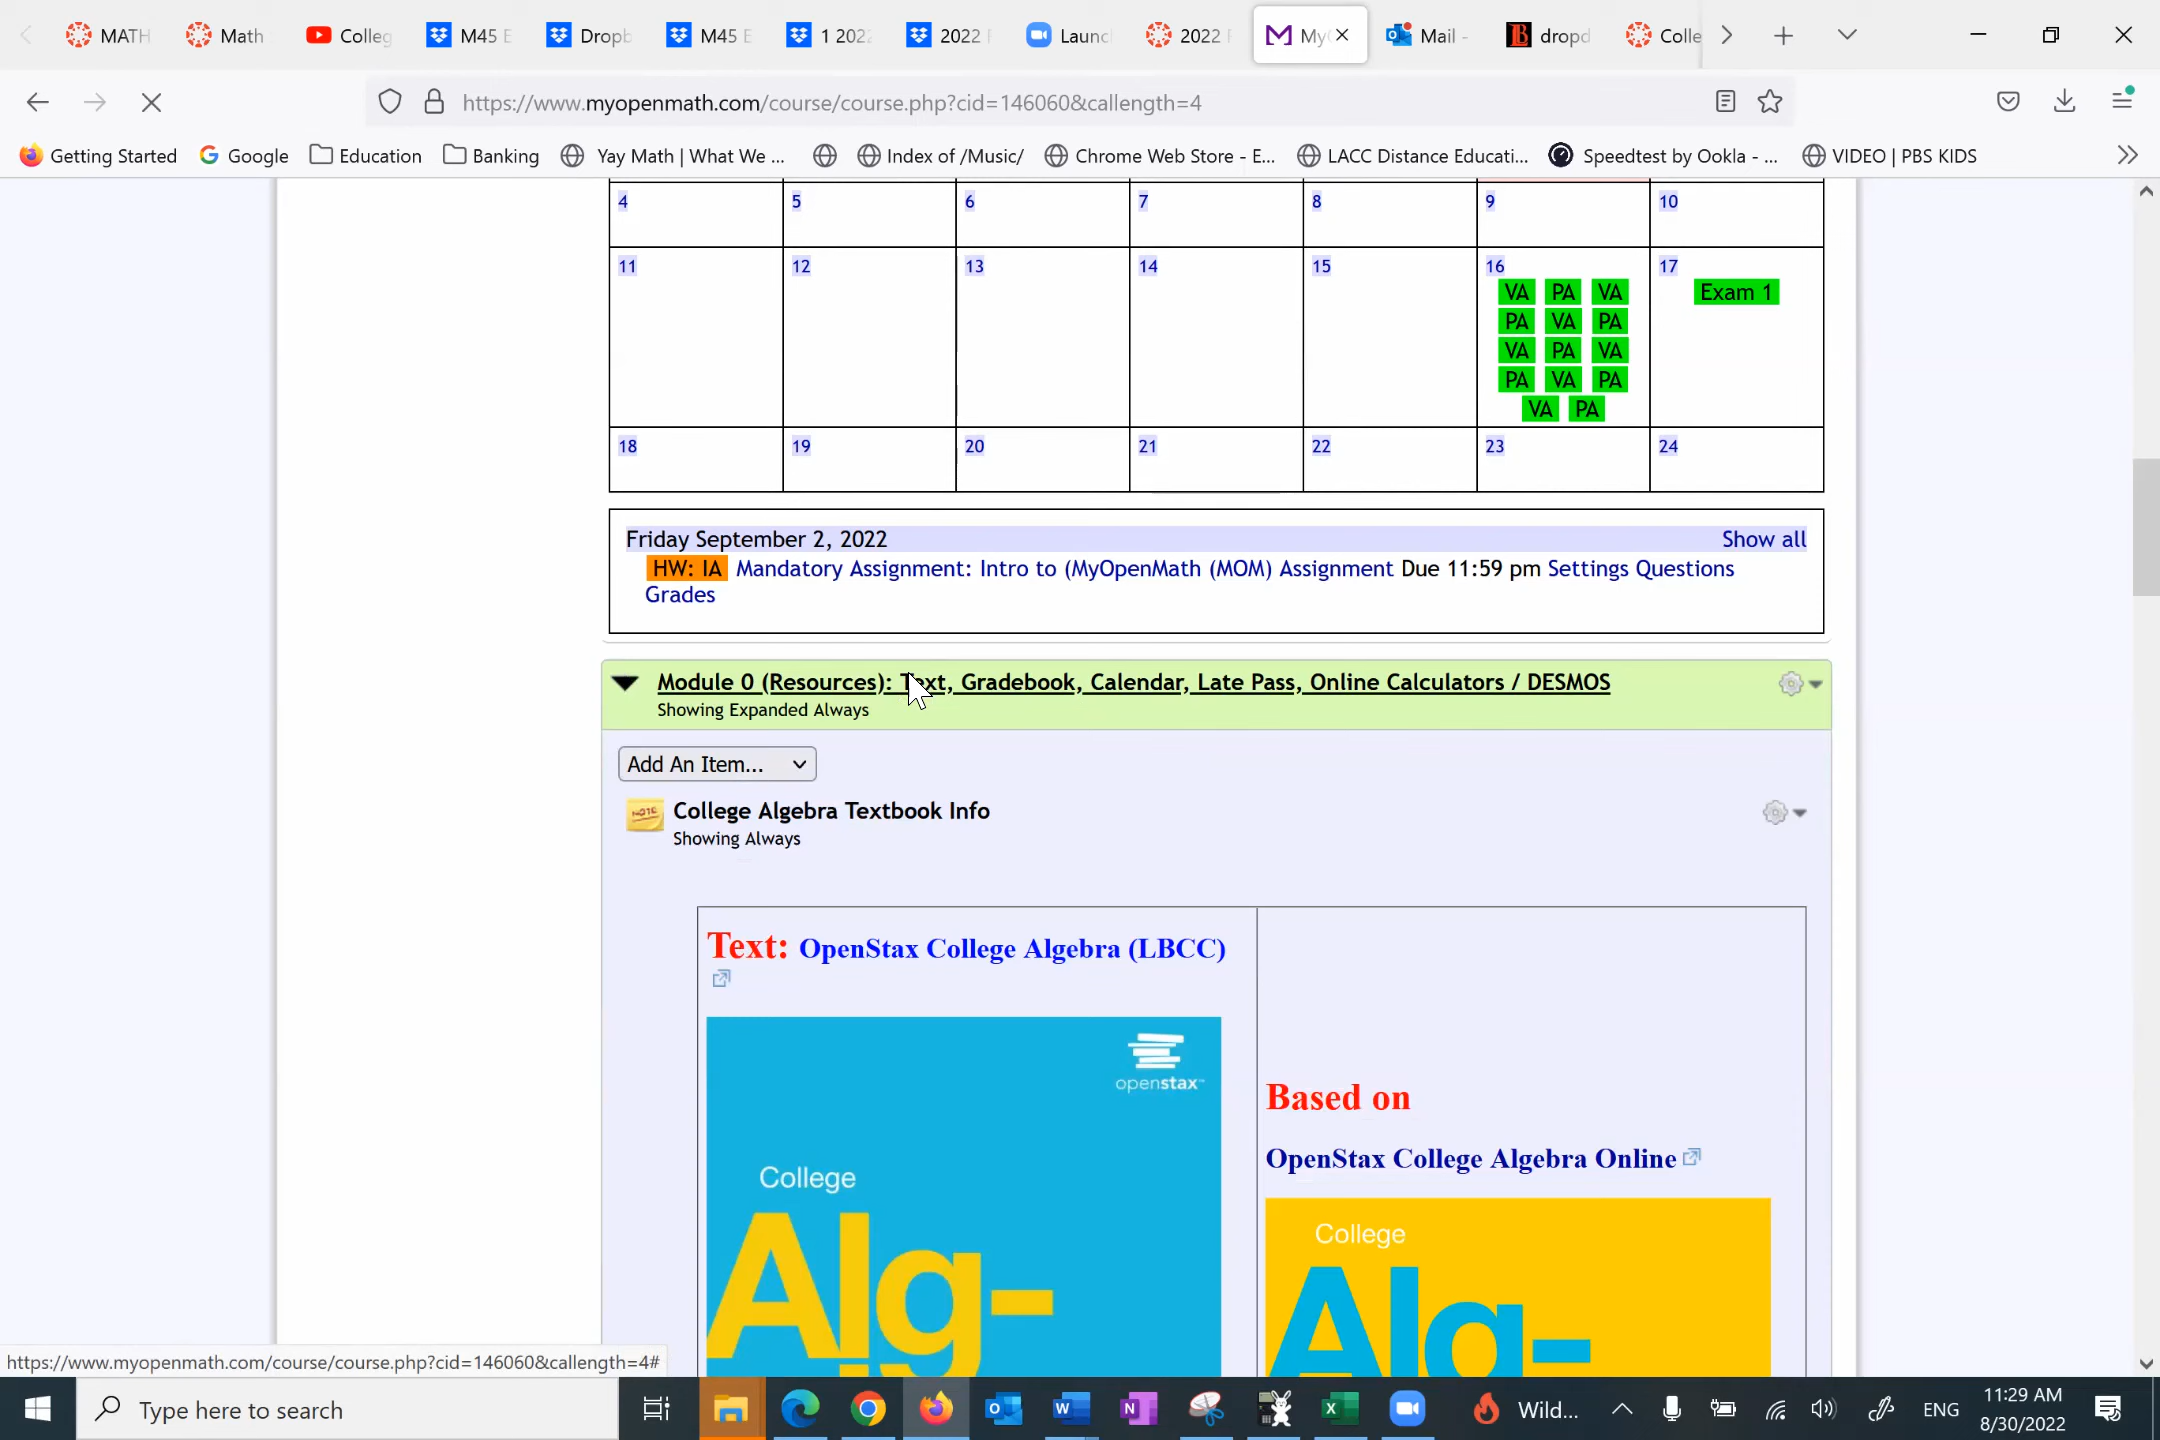 MATH
Math
Colleg
M45 E
Dropb
M45 E
1 2022
2022 F
Launc
2022 F
My
Mail -
dropd
Colle
https://www.myopenmath.com/course/course.php?cid=146060&callength=4
Getting Started
Google
Education
Banking
Yay Math | What We ...
Index of /Music/
Chrome Web Store - E...
LACC Distance Educati...
Speedtest by Ookla - ...
VIDEO | PBS KIDS
4 5 6 7 8 9 10
11 12 13 14 15 16 17
VA PA VA
Exam 1
PA VA PA
VA PA VA
PA VA PA
VA PA
18 19 20 21 22 23 24
Friday September 2, 2022
Show all
HW: IA Mandatory Assignment: Intro to (MyOpenMath (MOM) Assignment Due 11:59 pm Settings Questions
Grades
Module 0 (Resources): Text, Gradebook, Calendar, Late Pass, Online Calculators / DESMOS
Showing Expanded Always
Add An Item...
NOTE
College Algebra Textbook Info
Showing Always
Text: OpenStax College Algebra (LBCC)
openstax™
College
Alg-
Based on
OpenStax College Algebra Online
College
Alg-
https://www.myopenmath.com/course/course.php?cid=146060&callength=4#
Type here to search
Wild...
ENG
11:29 AM
8/30/2022